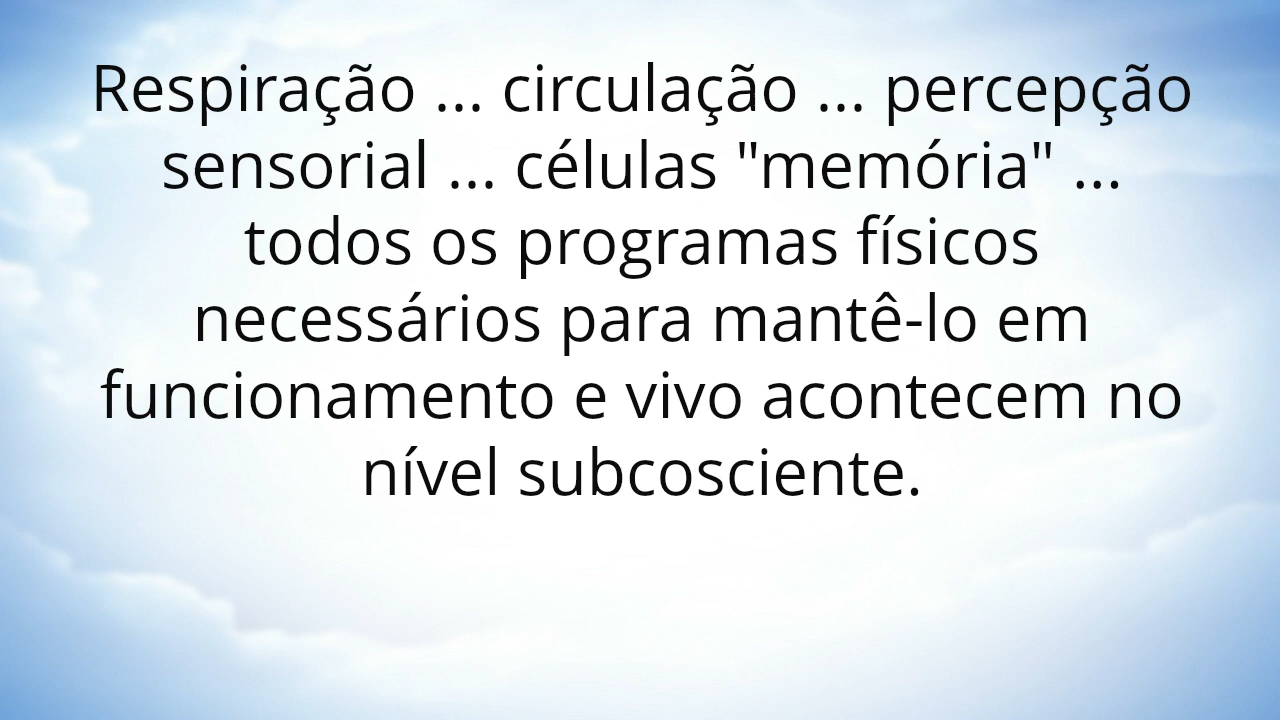 Respiração ... circulação ... percepção
sensorial ... células "memória" ...
todos os programas físicos
necessários para mantê-lo em
funcionamento e vivo acontecem no
nível subcosciente.